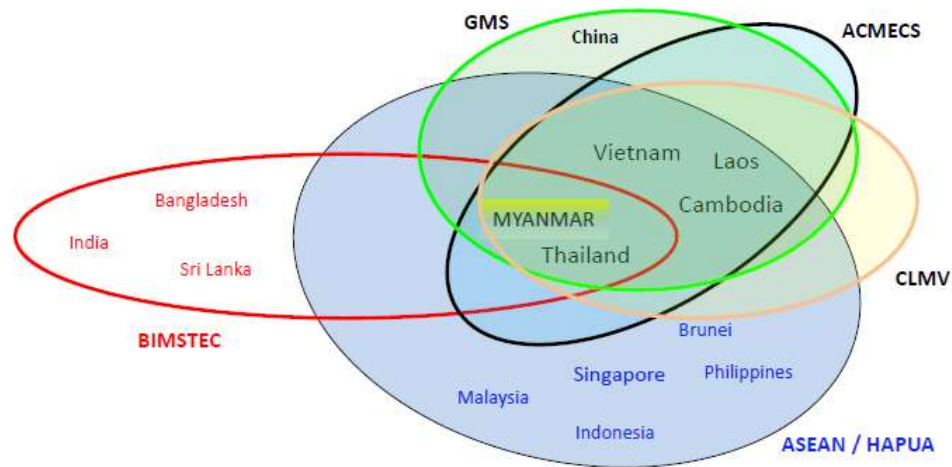 GMS
ACMECS
China
Vietnam
Laos
Bangladesh
Cambodia
MYANMAR
India
Thailand
Sri Lanka
CLMV
BIMSTEC
Brunei
Singapore
Philippines
Malaysia
Indonesia
ASEAN / HAPUA